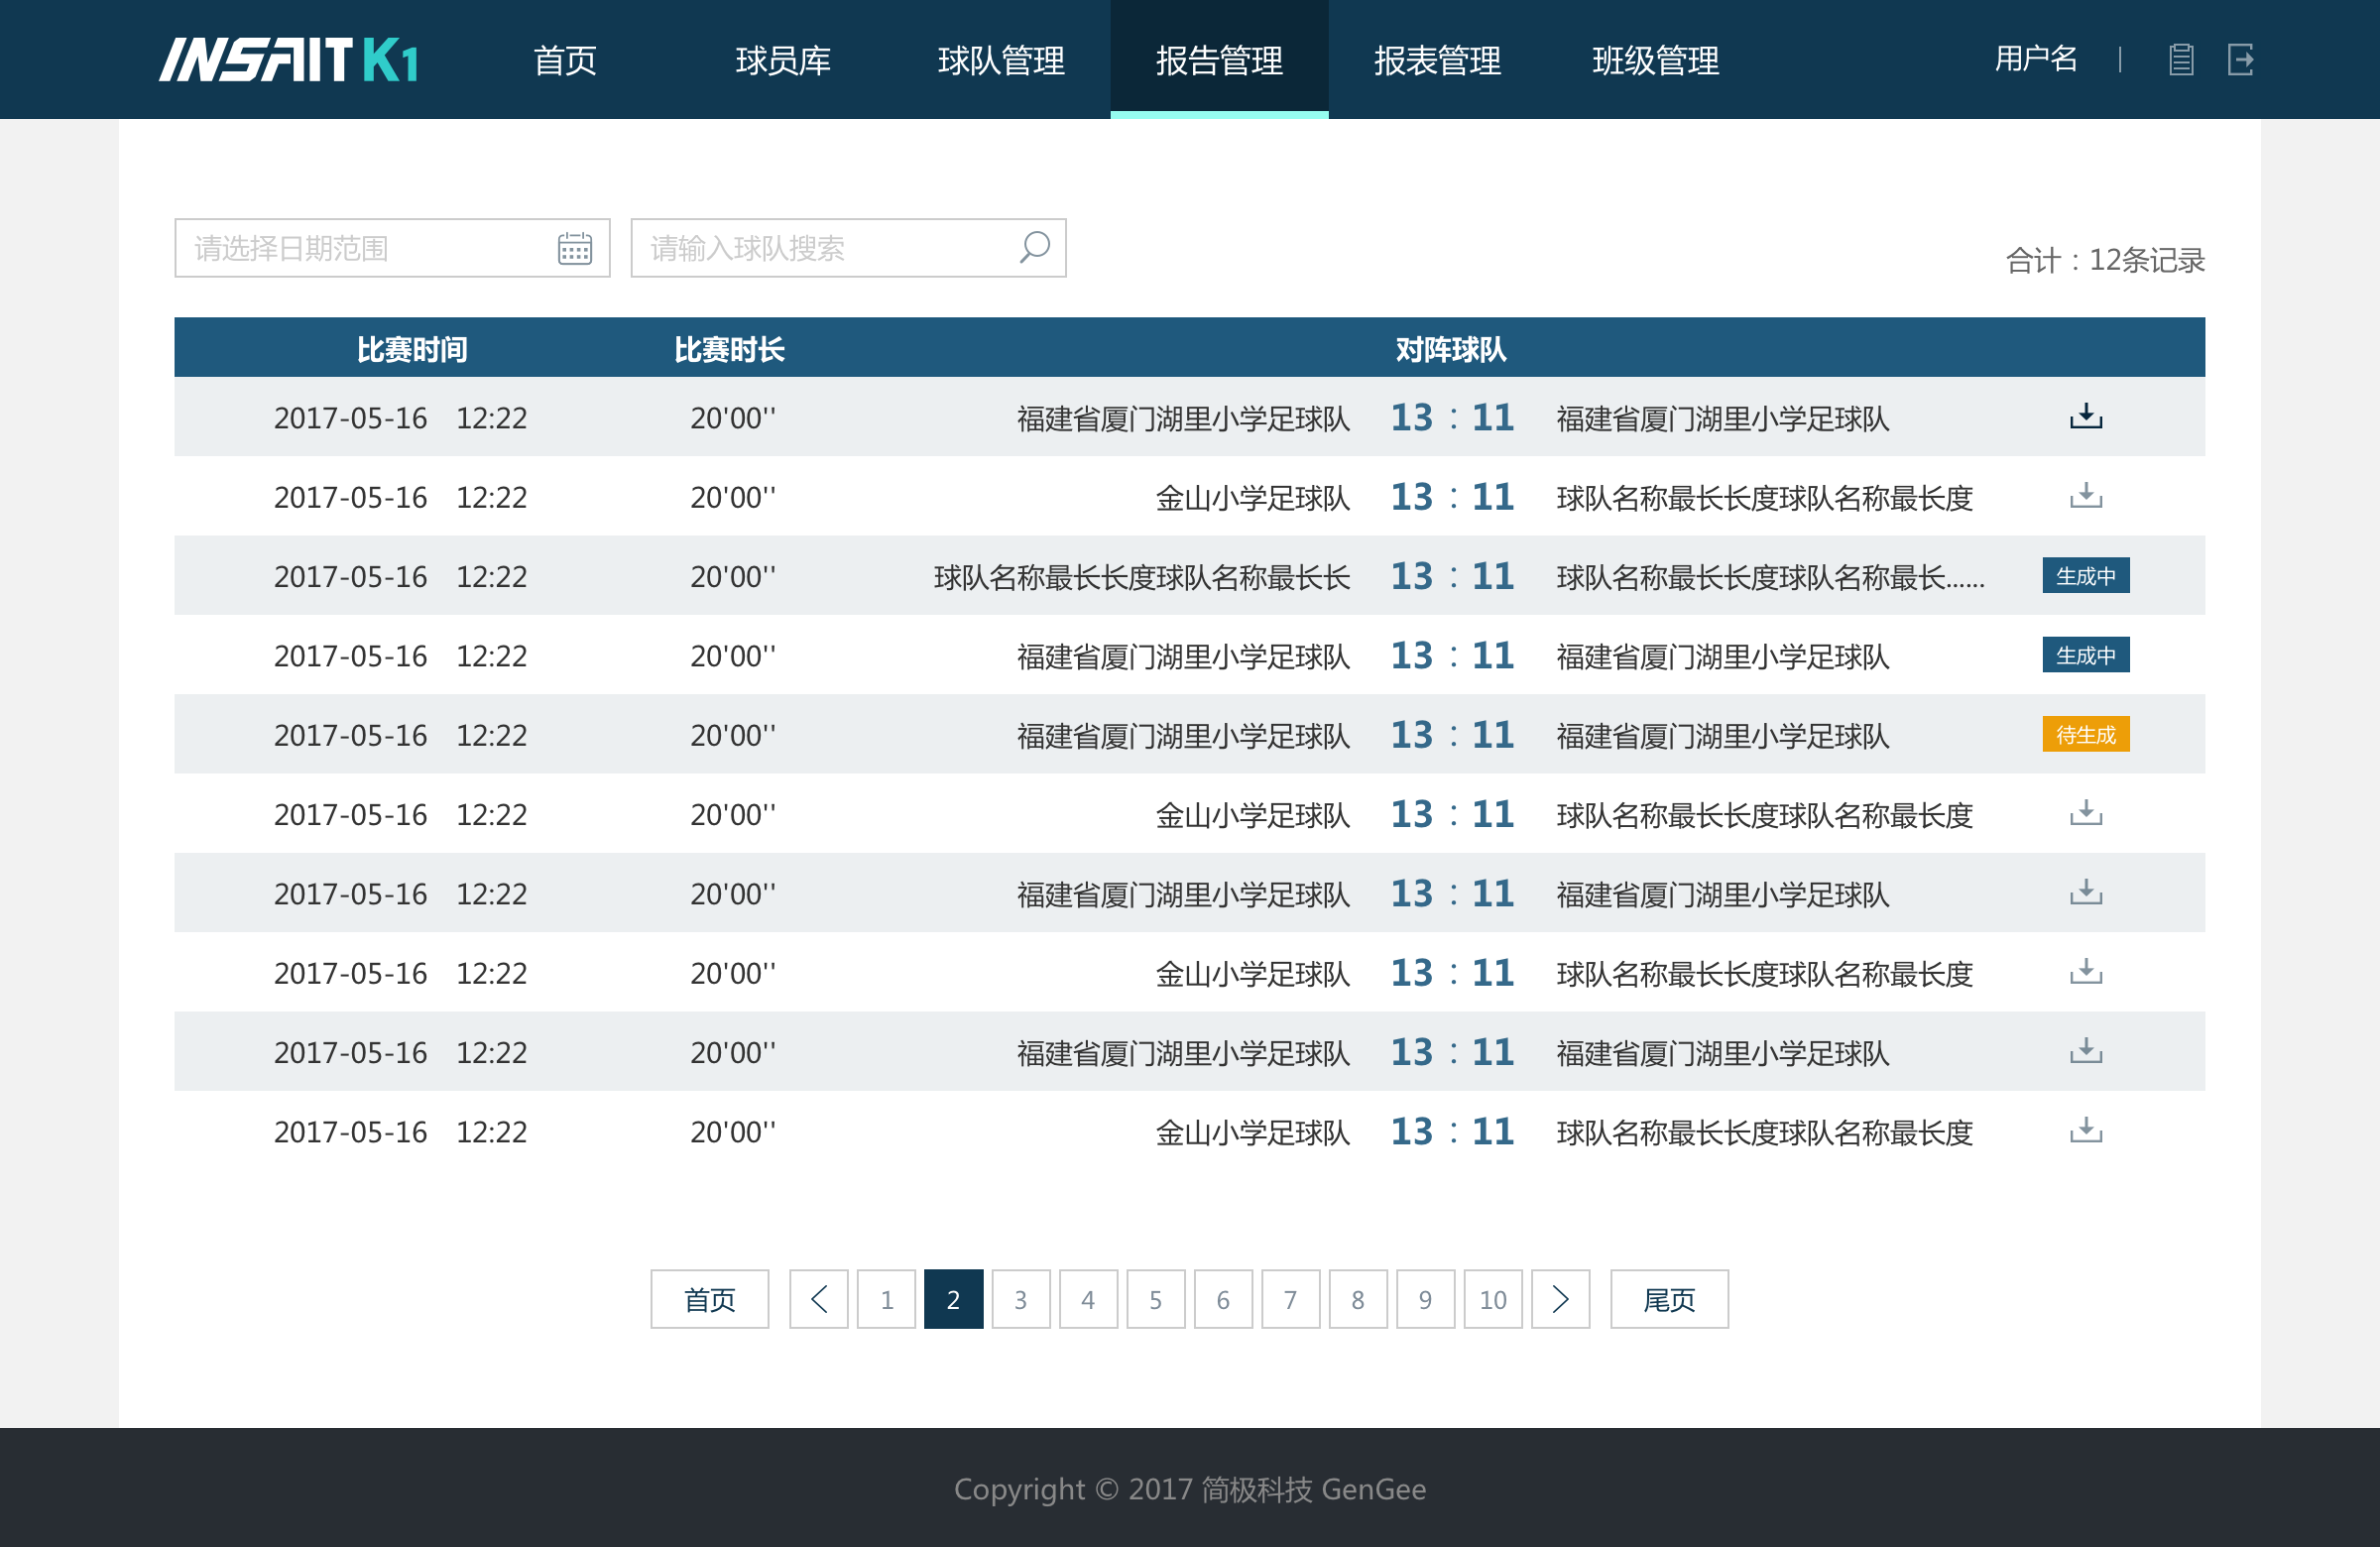 INSAIT K1 首页 球员库 球队管理 报告管理 报表管理 班级管理 用户名
请选择日期范围 请输入球队搜索 合计：12条记录
比赛时间 比赛时长 对阵球队
2017-05-16 12:22 20'00'' 福建省厦门湖里小学足球队 13 : 11 福建省厦门湖里小学足球队
2017-05-16 12:22 20'00'' 金山小学足球队 13 : 11 球队名称最长长度球队名称最长度
2017-05-16 12:22 20'00'' 球队名称最长长度球队名称最长长 13 : 11 球队名称最长长度球队名称最长…… 生成中
2017-05-16 12:22 20'00'' 福建省厦门湖里小学足球队 13 : 11 福建省厦门湖里小学足球队 生成中
2017-05-16 12:22 20'00'' 福建省厦门湖里小学足球队 13 : 11 福建省厦门湖里小学足球队 待生成
2017-05-16 12:22 20'00'' 金山小学足球队 13 : 11 球队名称最长长度球队名称最长度
2017-05-16 12:22 20'00'' 福建省厦门湖里小学足球队 13 : 11 福建省厦门湖里小学足球队
2017-05-16 12:22 20'00'' 金山小学足球队 13 : 11 球队名称最长长度球队名称最长度
2017-05-16 12:22 20'00'' 福建省厦门湖里小学足球队 13 : 11 福建省厦门湖里小学足球队
2017-05-16 12:22 20'00'' 金山小学足球队 13 : 11 球队名称最长长度球队名称最长度
首页 1 2 3 4 5 6 7 8 9 10 尾页
Copyright © 2017 简极科技 GenGee